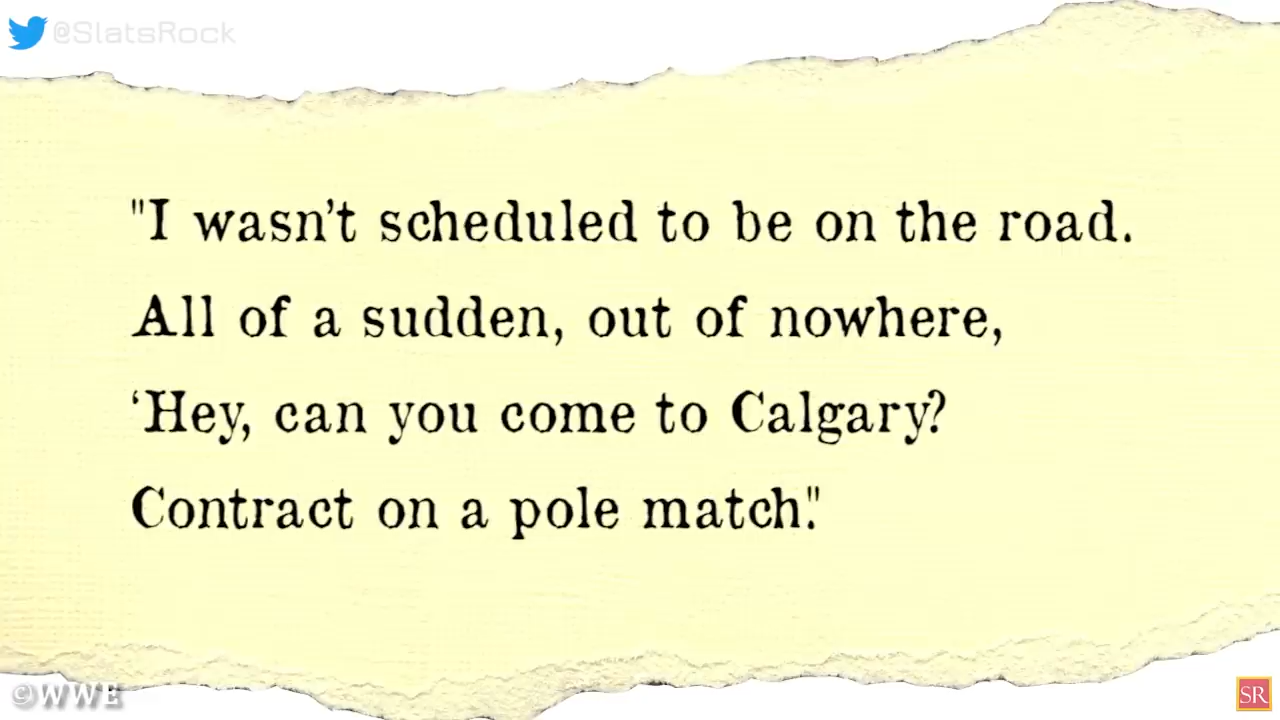 @SlatsRock
"I wasn't scheduled to be on the road.
All of a sudden, out of nowhere,
‘Hey, can you come to Calgary?
Contract on a pole match."
©WWE
SR